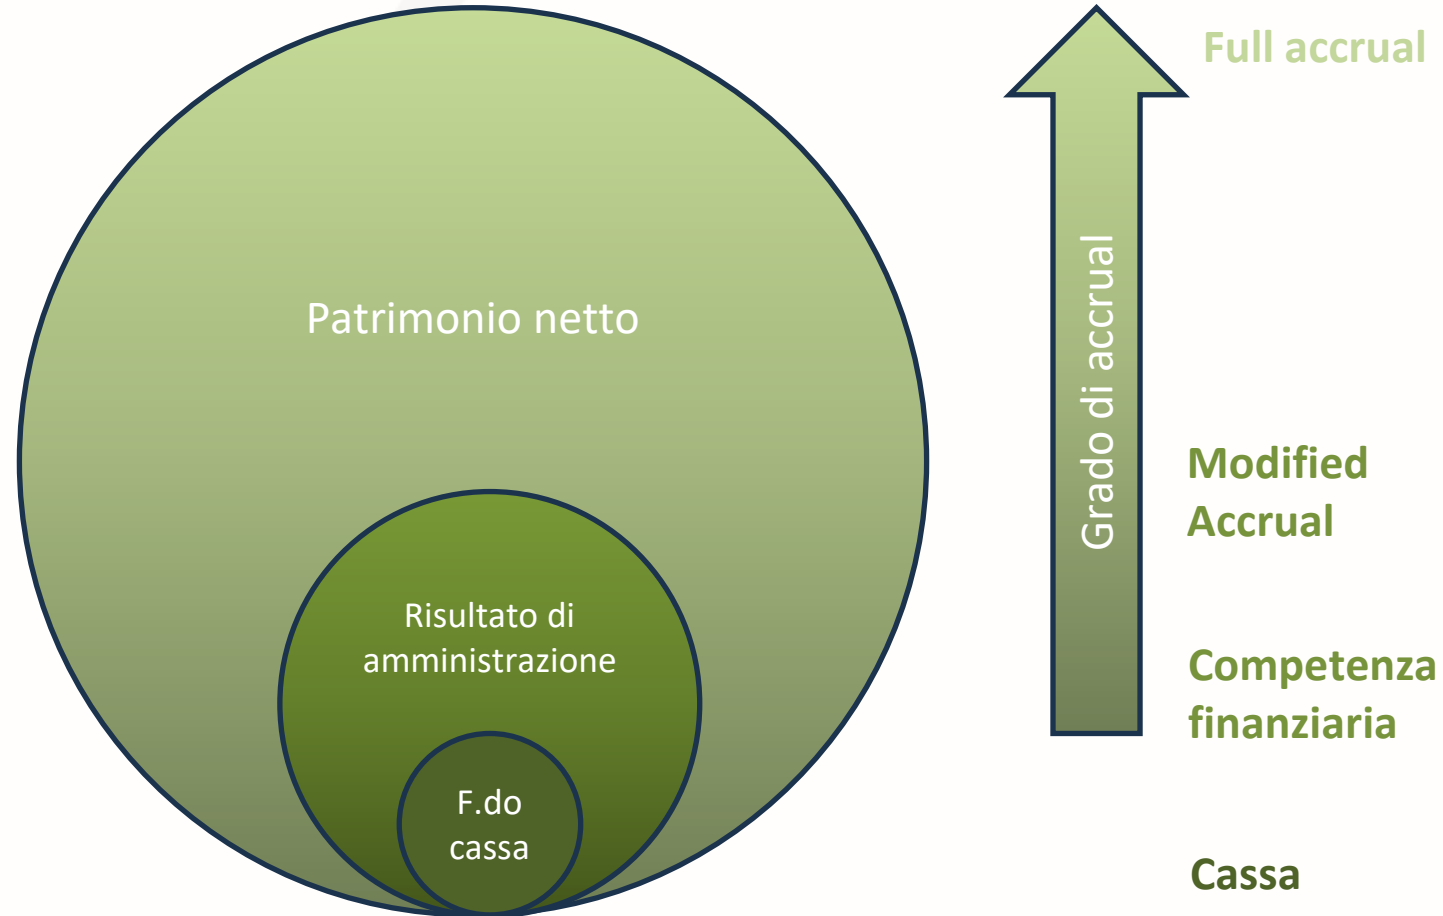 Patrimonio netto
Risultato di
amministrazione
F.do
cassa
Grado di accrual
Full accrual
Modified
Accrual
Competenza
finanziaria
Cassa